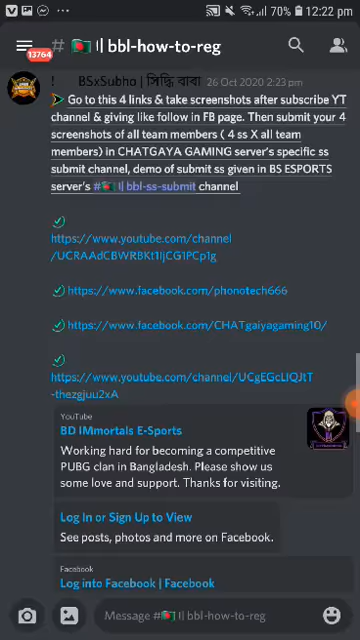 70% 12:22 pm
# 🇧🇩 || bbl-how-to-reg
13764
! BSxSubho | সিদ্ধি বাবা 26 Oct 2020 2:23 pm
Go to this 4 links & take screenshots after subscribe YT
channel & giving like follow in FB page. Then submit your 4
screenshots of all team members ( 4 ss X all team
members) in CHATGAYA GAMING server's specific ss
submit channel, demo of submit ss given in BS ESPORTS
server's #🇧🇩 || bbl-ss-submit channel
https://www.youtube.com/channel
/UCRAAdCBWRBKt1IjCG1PCp1g
https://www.facebook.com/phonotech666
https://www.facebook.com/CHATgaiyagaming10/
https://www.youtube.com/channel/UCgEGcLIQJtT
-thezgjuu2xA
YouTube
BD IMmortals E-Sports
Working hard for becoming a competitive
PUBG clan in Bangladesh. Please show us
some love and support. Thanks for visiting.
Log In or Sign Up to View
See posts, photos and more on Facebook.
Facebook
Log into Facebook | Facebook
Message #🇧🇩 || bbl-how-to-reg